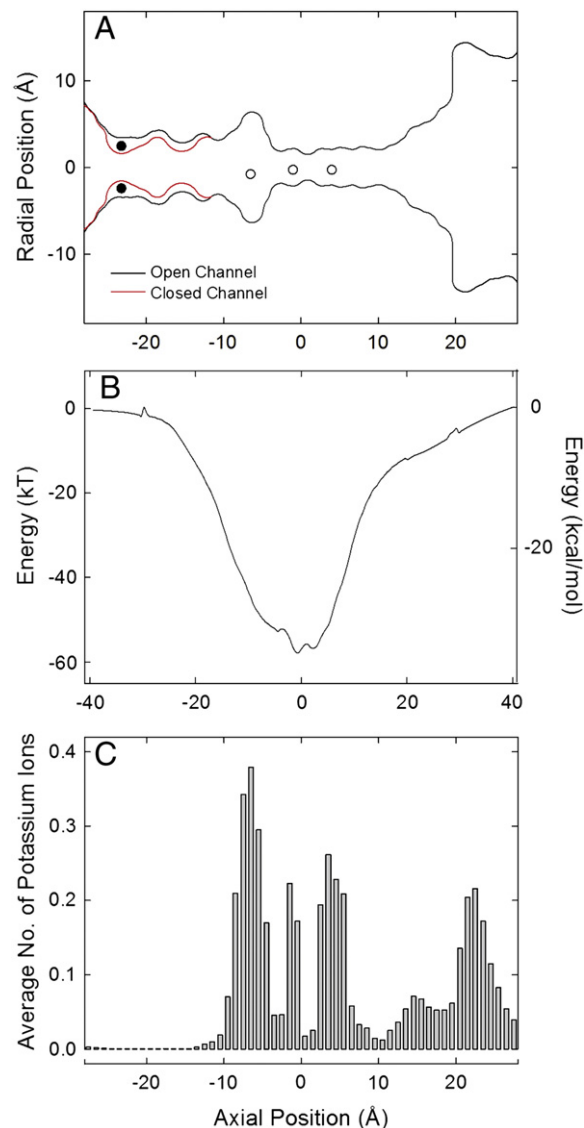 A
Radial Position (Å)
10
0
-10
Open Channel
Closed Channel
-20
-10
0
10
20
B
Energy (kT)
0
-20
-40
-60
0
-20
Energy (kcal/mol)
-40
-20
0
20
40
C
Average No. of Potassium Ions
0.4
0.3
0.2
0.1
0.0
-20
-10
0
10
20
Axial Position (Å)